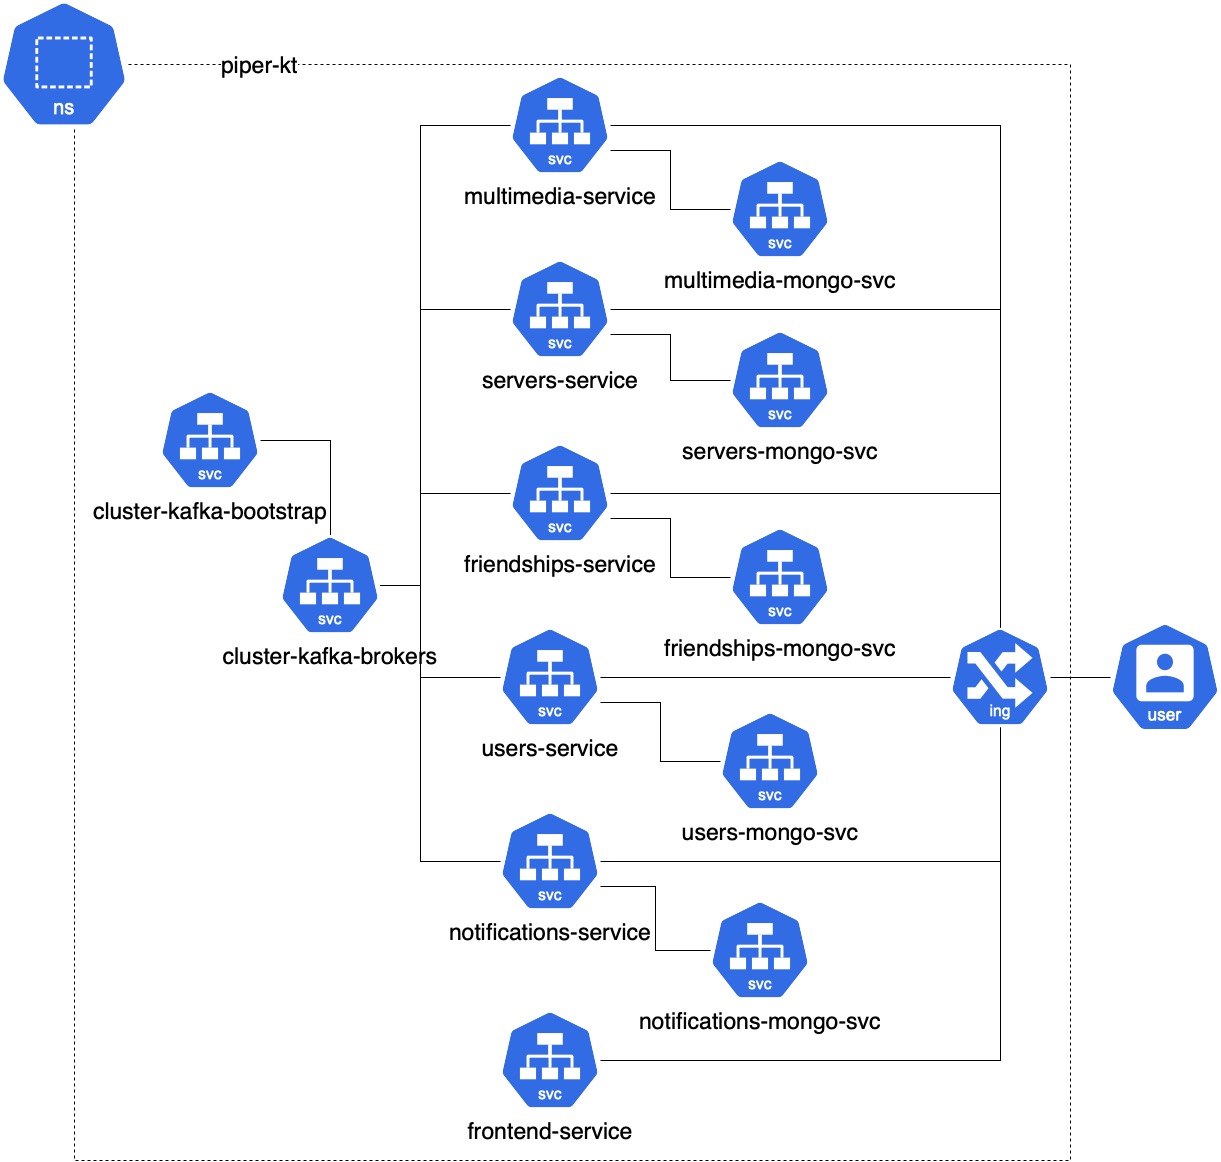 ns
piper-kt
svc
multimedia-service
svc
multimedia-mongo-svc
svc
servers-service
svc
servers-mongo-svc
svc
cluster-kafka-bootstrap
svc
friendships-service
svc
friendships-mongo-svc
svc
cluster-kafka-brokers
svc
users-service
ing
user
svc
users-mongo-svc
svc
notifications-service
svc
notifications-mongo-svc
svc
frontend-service